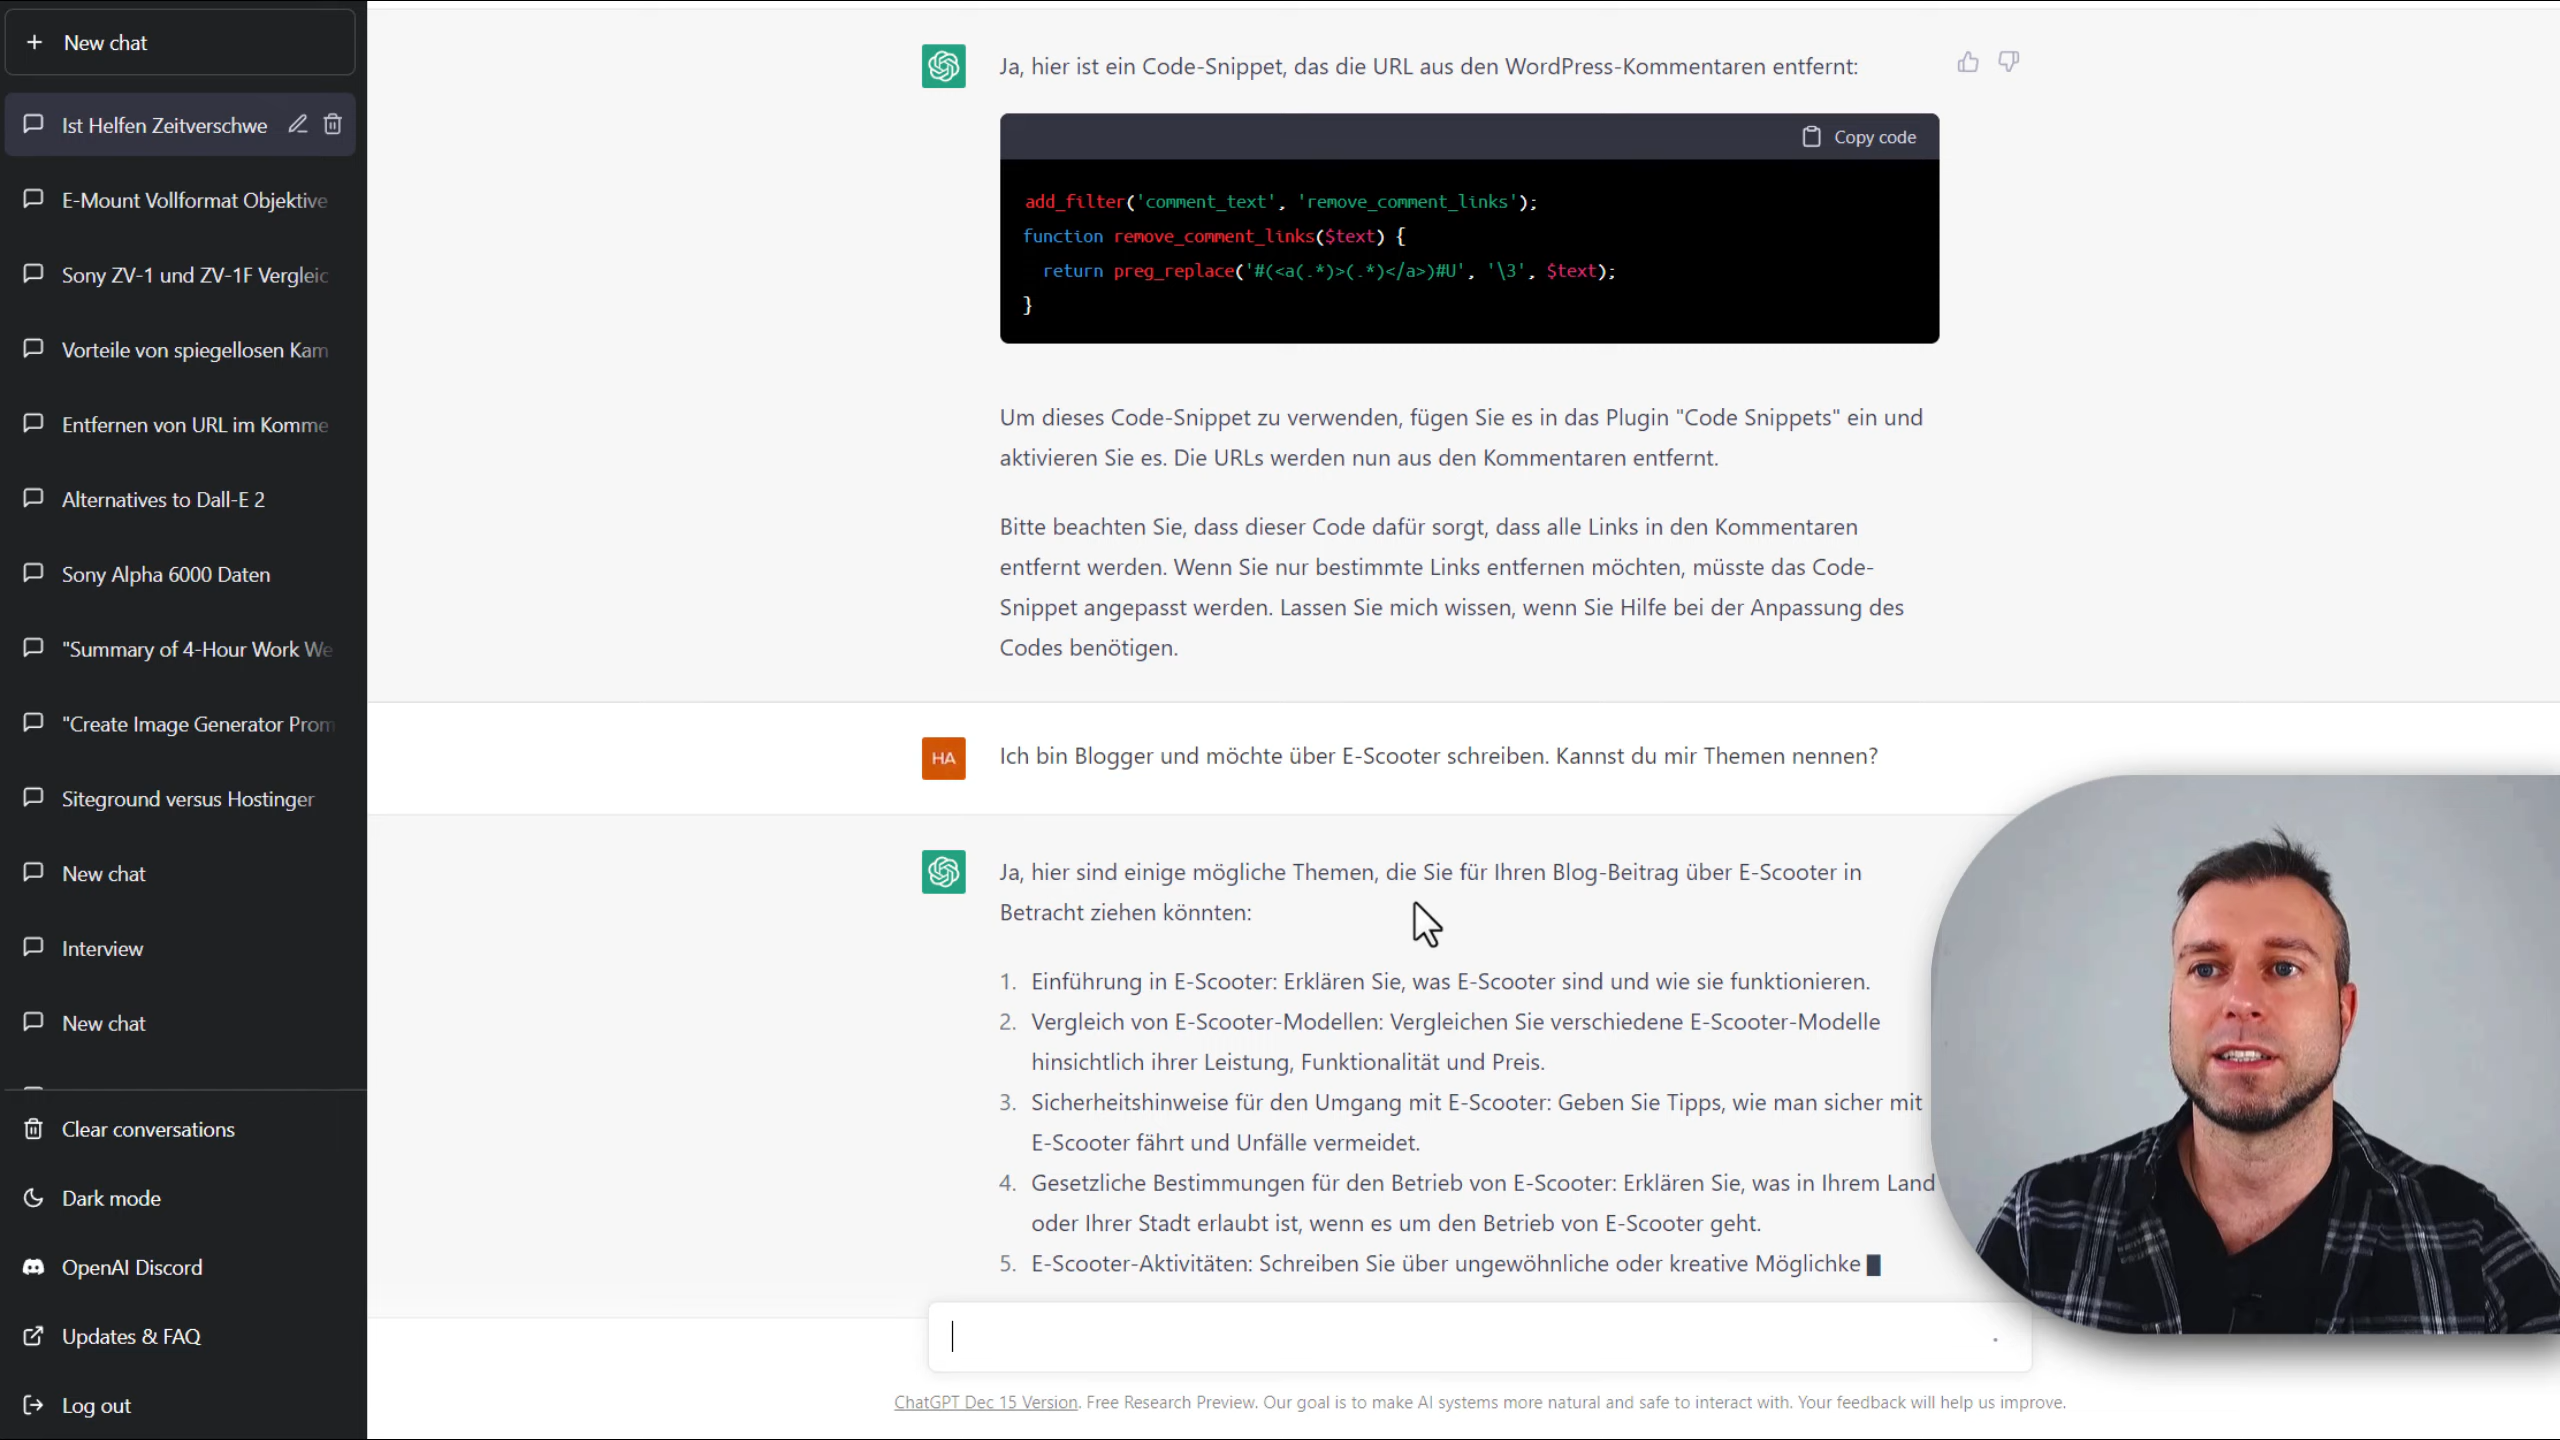 New chat
Ist Helfen Zeitverschwe
E-Mount Vollformat Objektive
Sony ZV-1 und ZV-1F Vergleic
Vorteile von spiegellosen Kam
Entfernen von URL im Komme
Alternatives to Dall-E 2
Sony Alpha 6000 Daten
"Summary of 4-Hour Work We
"Create Image Generator Prom
Siteground versus Hostinger
New chat
Interview
New chat
Clear conversations
Dark mode
OpenAI Discord
Updates & FAQ
Log out
Ja, hier ist ein Code-Snippet, das die URL aus den WordPress-Kommentaren entfernt:
Copy code
add_filter('comment_text', 'remove_comment_links');
function remove_comment_links($text) {
return preg_replace('#(<a(.*)>(.*)</a>)#U', '\3', $text);
}
Um dieses Code-Snippet zu verwenden, fügen Sie es in das Plugin "Code Snippets" ein und
aktivieren Sie es. Die URLs werden nun aus den Kommentaren entfernt.
Bitte beachten Sie, dass dieser Code dafür sorgt, dass alle Links in den Kommentaren
entfernt werden. Wenn Sie nur bestimmte Links entfernen möchten, müsste das Code-
Snippet angepasst werden. Lassen Sie mich wissen, wenn Sie Hilfe bei der Anpassung des
Codes benötigen.
HA
Ich bin Blogger und möchte über E-Scooter schreiben. Kannst du mir Themen nennen?
Ja, hier sind einige mögliche Themen, die Sie für Ihren Blog-Beitrag über E-Scooter in
Betracht ziehen könnten:
1. Einführung in E-Scooter: Erklären Sie, was E-Scooter sind und wie sie funktionieren.
2. Vergleich von E-Scooter-Modellen: Vergleichen Sie verschiedene E-Scooter-Modelle
hinsichtlich ihrer Leistung, Funktionalität und Preis.
3. Sicherheitshinweise für den Umgang mit E-Scooter: Geben Sie Tipps, wie man sicher mit
E-Scooter fährt und Unfälle vermeidet.
4. Gesetzliche Bestimmungen für den Betrieb von E-Scooter: Erklären Sie, was in Ihrem Land
oder Ihrer Stadt erlaubt ist, wenn es um den Betrieb von E-Scooter geht.
5. E-Scooter-Aktivitäten: Schreiben Sie über ungewöhnliche oder kreative Möglichke
ChatGPT Dec 15 Version. Free Research Preview. Our goal is to make AI systems more natural and safe to interact with. Your feedback will help us improve.